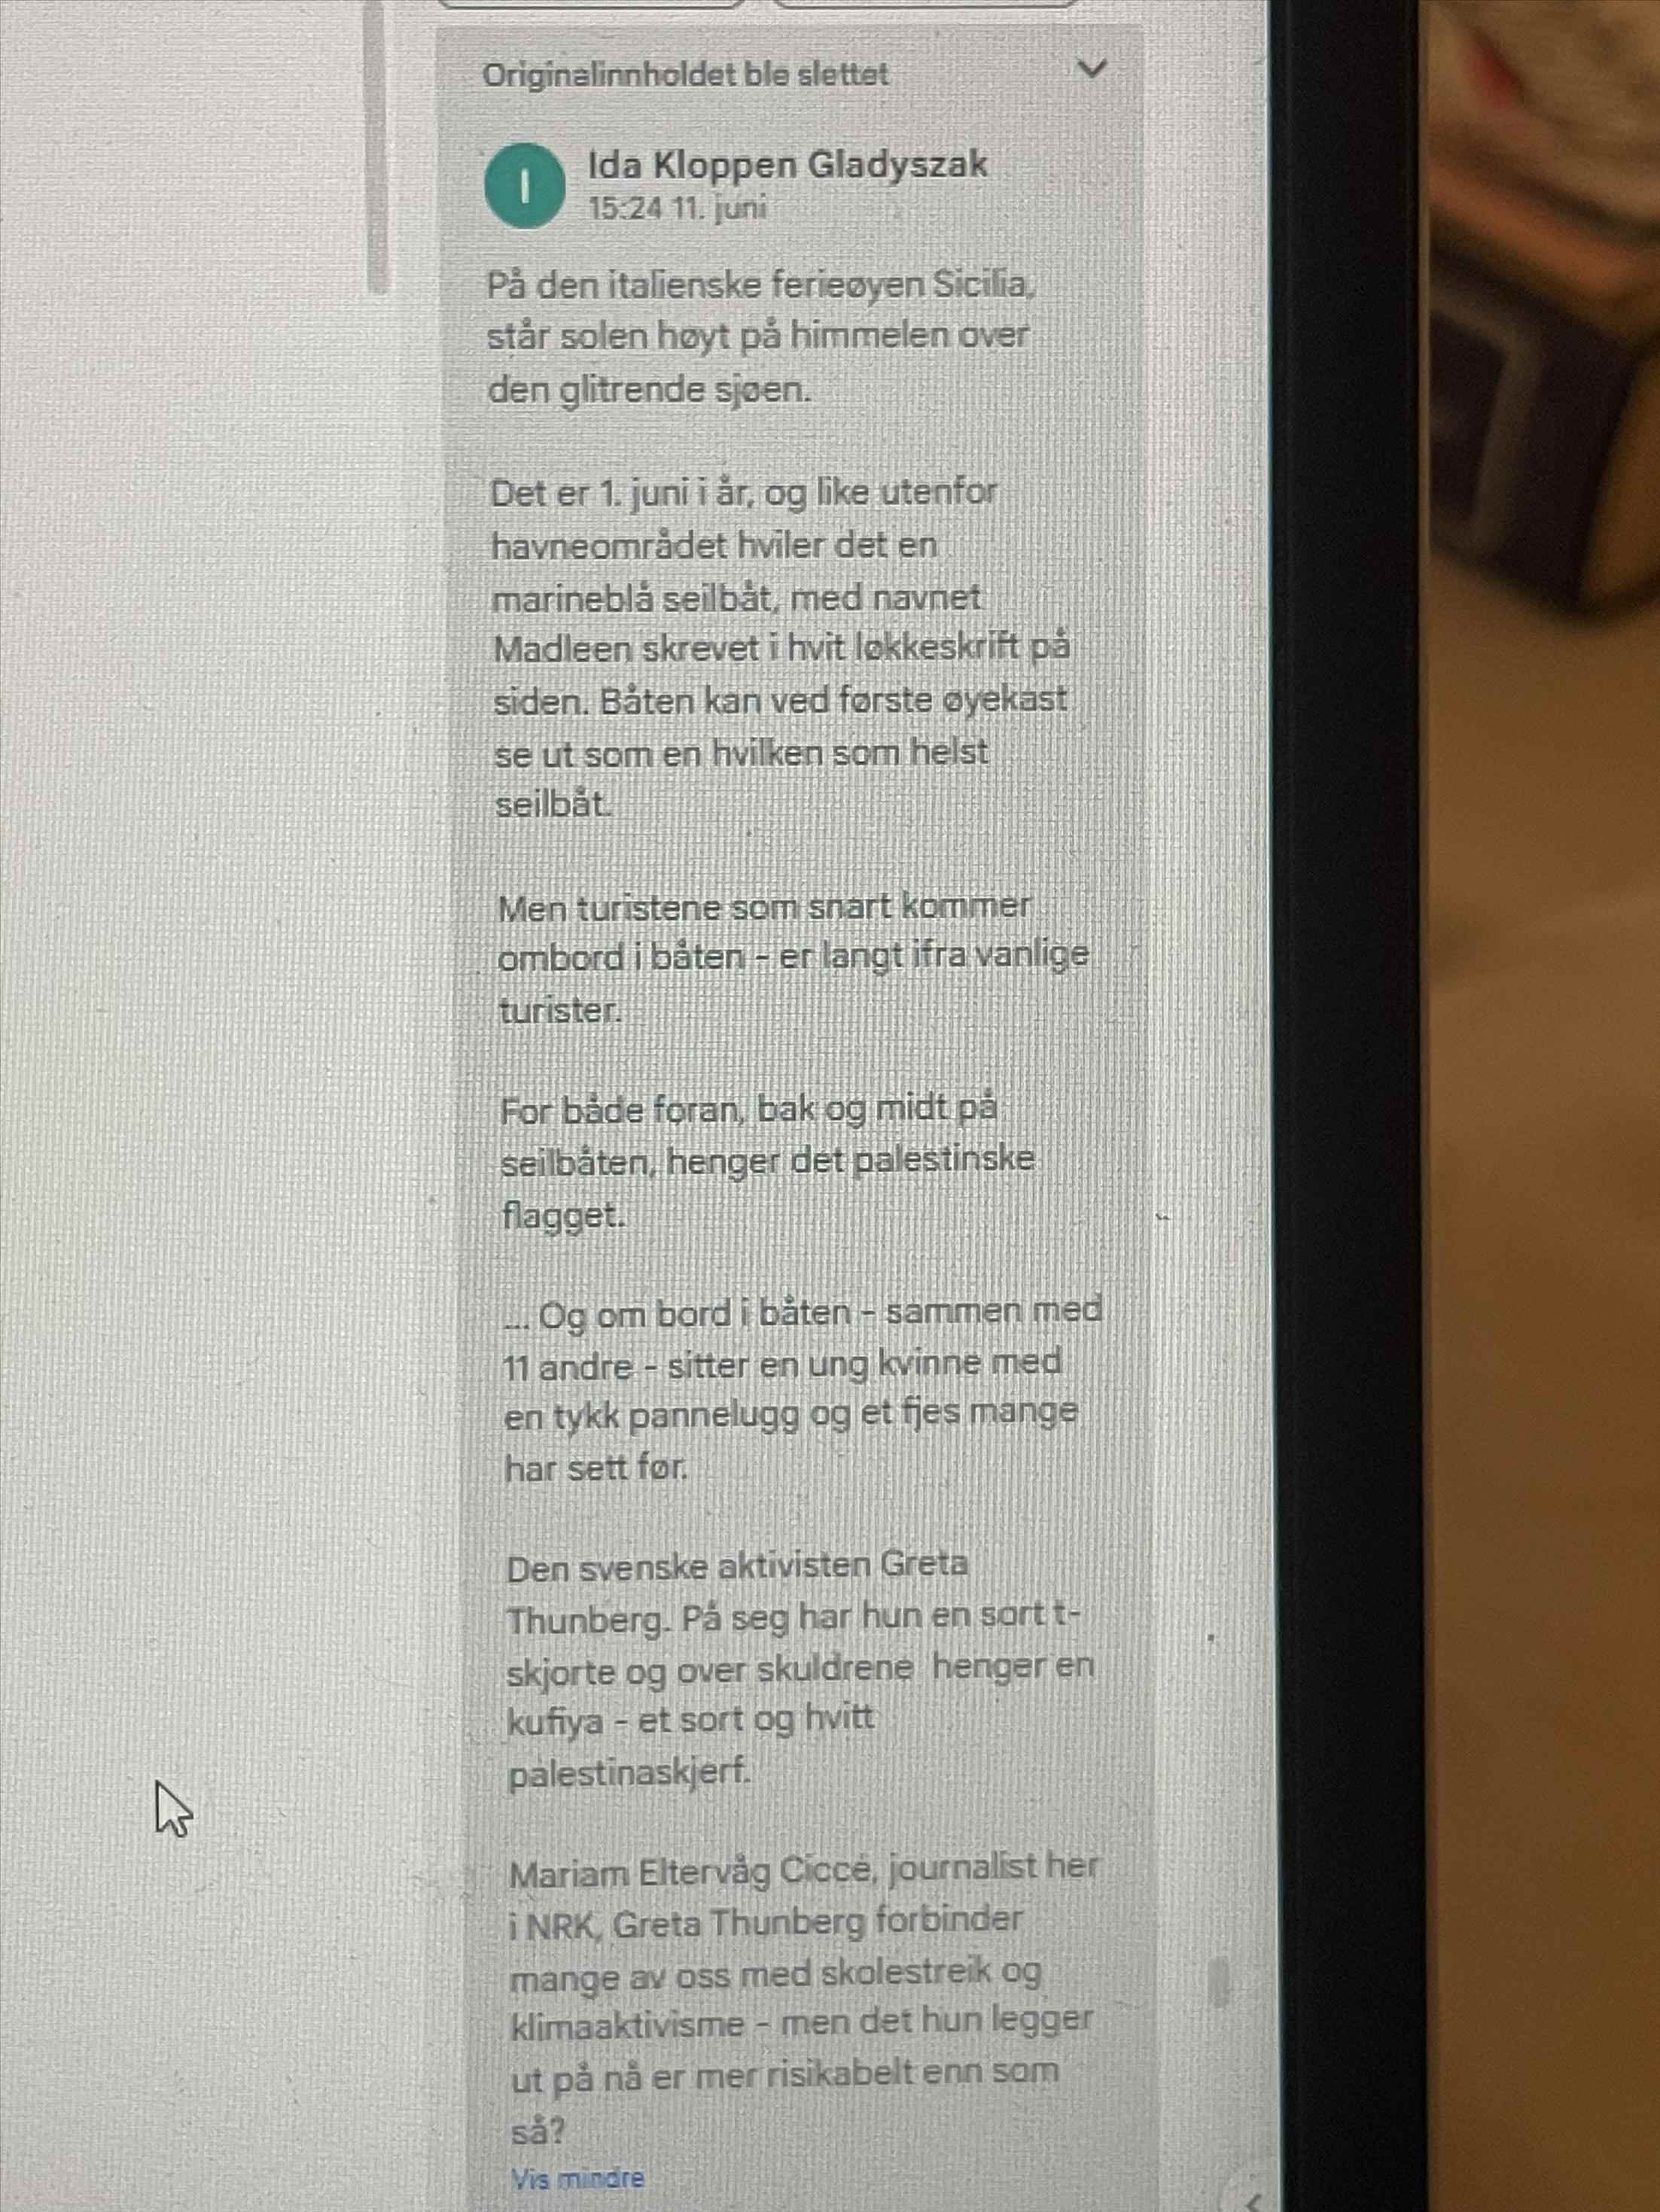 Originalinnholdet ble slettet
I
Ida Kloppen Gladyszak
15:24 11. juni
På den italienske ferieøyen Sicilia,
står solen høyt på himmelen over
den glitrende sjøen.
Det er 1. juni i år, og like utenfor
havneområdet hviler det en
marineblå seilbåt, med navnet
Madleen skrevet i hvit løkkeskrift på
siden. Båten kan ved første øyekast
se ut som en hvilken som helst
seilbåt.
Men turistene som snart kommer
ombord i båten - er langt ifra vanlige
turister.
For både foran, bak og midt på
seilbåten, henger det palestinske
flagget.
... Og om bord i båten - sammen med
11 andre - sitter en ung kvinne med
en tykk pannelugg og et fjes mange
har sett før.
Den svenske aktivisten Greta
Thunberg. På seg har hun en sort t-
skjorte og over skuldrene henger en
kufiya - et sort og hvitt
palestinaskjerf.
Mariam Eltervåg Cissé, journalist her
i NRK, Greta Thunberg forbinder
mange av oss med skolestreik og
klimaaktivisme - men det hun legger
ut på nå er mer risikabelt enn som
så?
Vis mindre